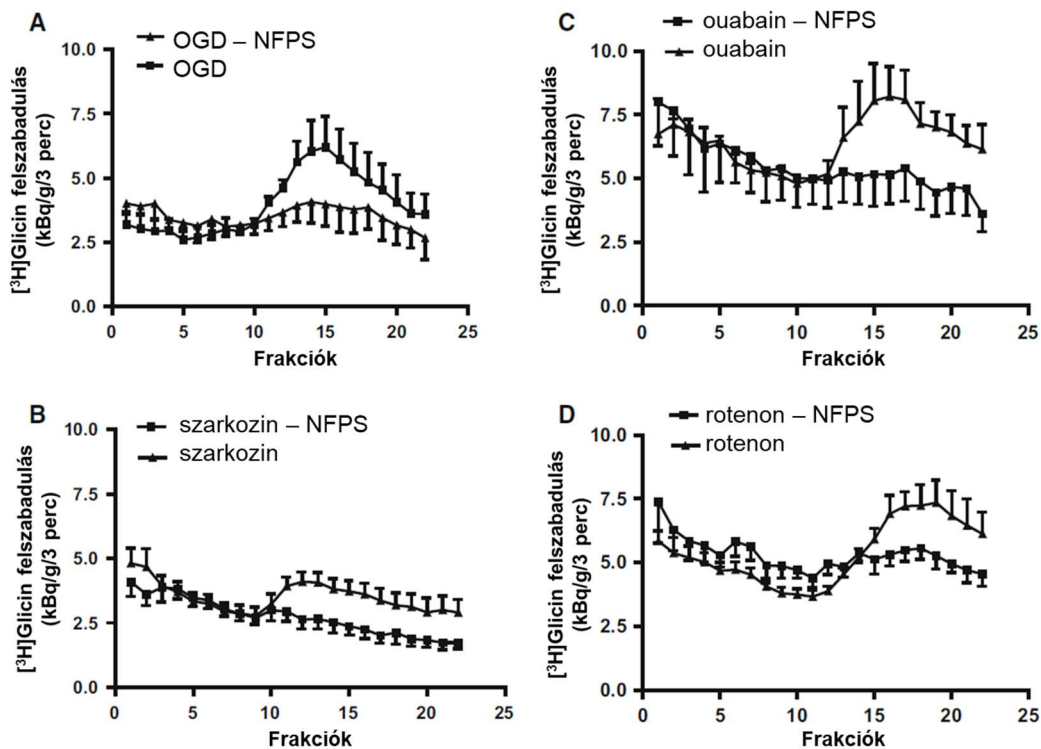 A
OGD – NFPS
OGD
[³H]Glicin felszabadulás
(kBq/g/3 perc)
10.0
7.5
5.0
2.5
0.0
0 5 10 15 20 25
Frakciók
C
ouabain – NFPS
ouabain
[³H]Glicin felszabadulás
(kBq/g/3 perc)
10.0
7.5
5.0
2.5
0.0
0 5 10 15 20 25
Frakciók
B
szarkozin – NFPS
szarkozin
[³H]Glicin felszabadulás
(kBq/g/3 perc)
10.0
7.5
5.0
2.5
0.0
0 5 10 15 20 25
Frakciók
D
rotenon – NFPS
rotenon
[³H]Glicin felszabadulás
(kBq/g/3 perc)
10.0
7.5
5.0
2.5
0.0
0 5 10 15 20 25
Frakciók